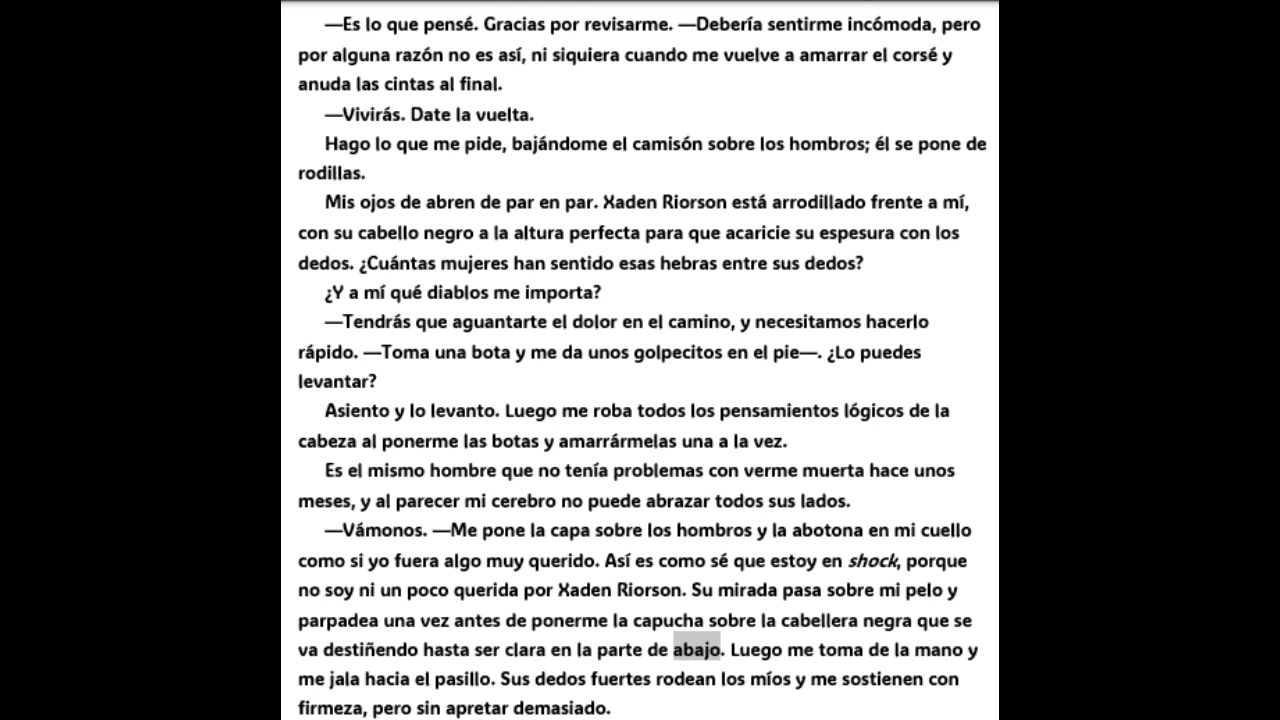 —Es lo que pensé. Gracias por revisarme. —Debería sentirme incómoda, pero
por alguna razón no es así, ni siquiera cuando me vuelve a amarrar el corsé y
anuda las cintas al final.
—Vivirás. Date la vuelta.
Hago lo que me pide, bajándome el camisón sobre los hombros; él se pone de
rodillas.
Mis ojos de abren de par en par. Xaden Riorson está arrodillado frente a mí,
con su cabello negro a la altura perfecta para que acaricie su espesura con los
dedos. ¿Cuántas mujeres han sentido esas hebras entre sus dedos?
¿Y a mí qué diablos me importa?
—Tendrás que aguantarte el dolor en el camino, y necesitamos hacerlo
rápido. —Toma una bota y me da unos golpecitos en el pie—. ¿Lo puedes
levantar?
Asiento y lo levanto. Luego me roba todos los pensamientos lógicos de la
cabeza al ponerme las botas y amarrármelas una a la vez.
Es el mismo hombre que no tenía problemas con verme muerta hace unos
meses, y al parecer mi cerebro no puede abrazar todos sus lados.
—Vámonos. —Me pone la capa sobre los hombros y la abotona en mi cuello
como si yo fuera algo muy querido. Así es como sé que estoy en shock, porque
no soy ni un poco querida por Xaden Riorson. Su mirada pasa sobre mi pelo y
parpadea una vez antes de ponerme la capucha sobre la cabellera negra que se
va destiñendo hasta ser clara en la parte de abajo. Luego me toma de la mano y
me jala hacia el pasillo. Sus dedos fuertes rodean los míos y me sostienen con
firmeza, pero sin apretar demasiado.